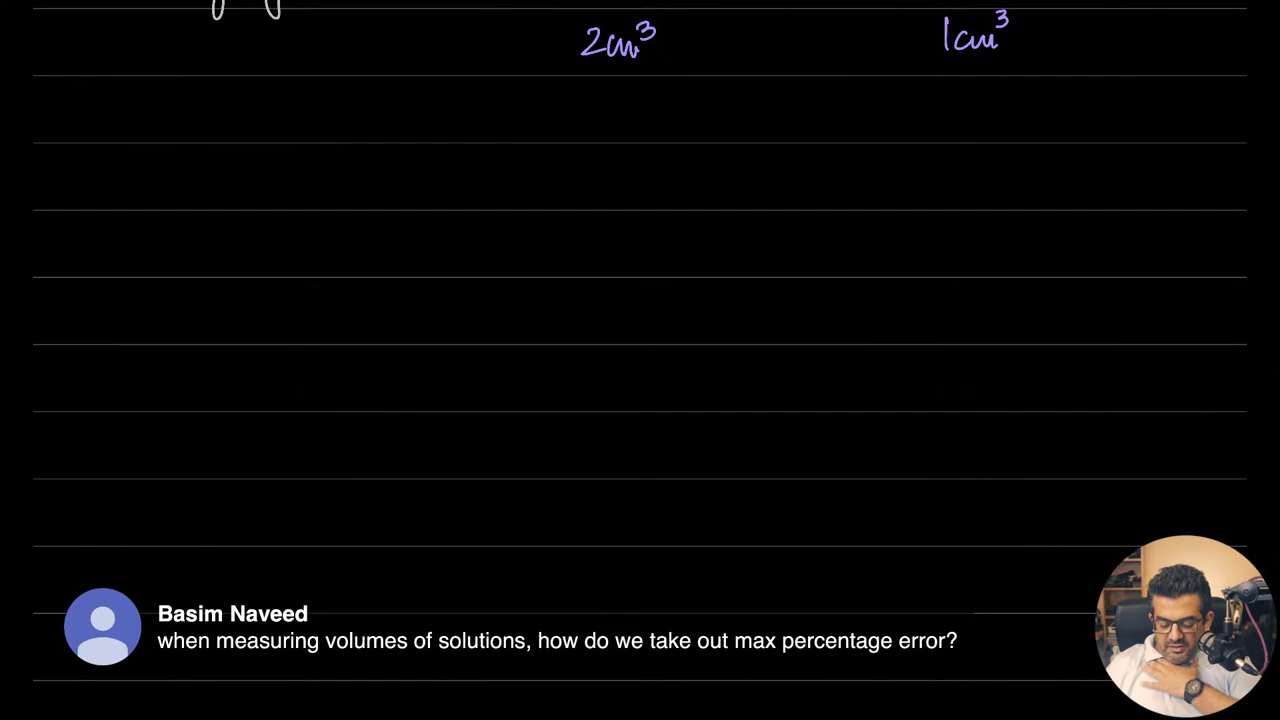 2cm³ 1cm³
Basim Naveed
when measuring volumes of solutions, how do we take out max percentage error?